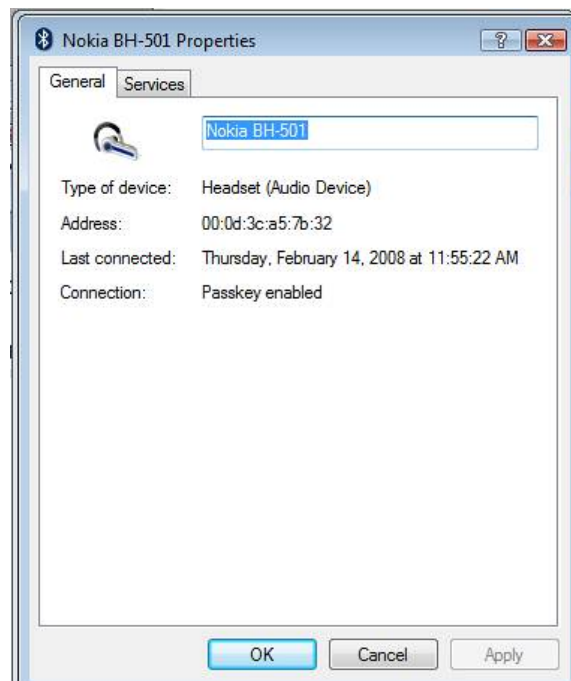 Nokia BH-501 Properties
General Services
Nokia BH-501
Type of device: Headset (Audio Device)
Address: 00:0d:3c:a5:7b:32
Last connected: Thursday, February 14, 2008 at 11:55:22 AM
Connection: Passkey enabled
OK Cancel Apply